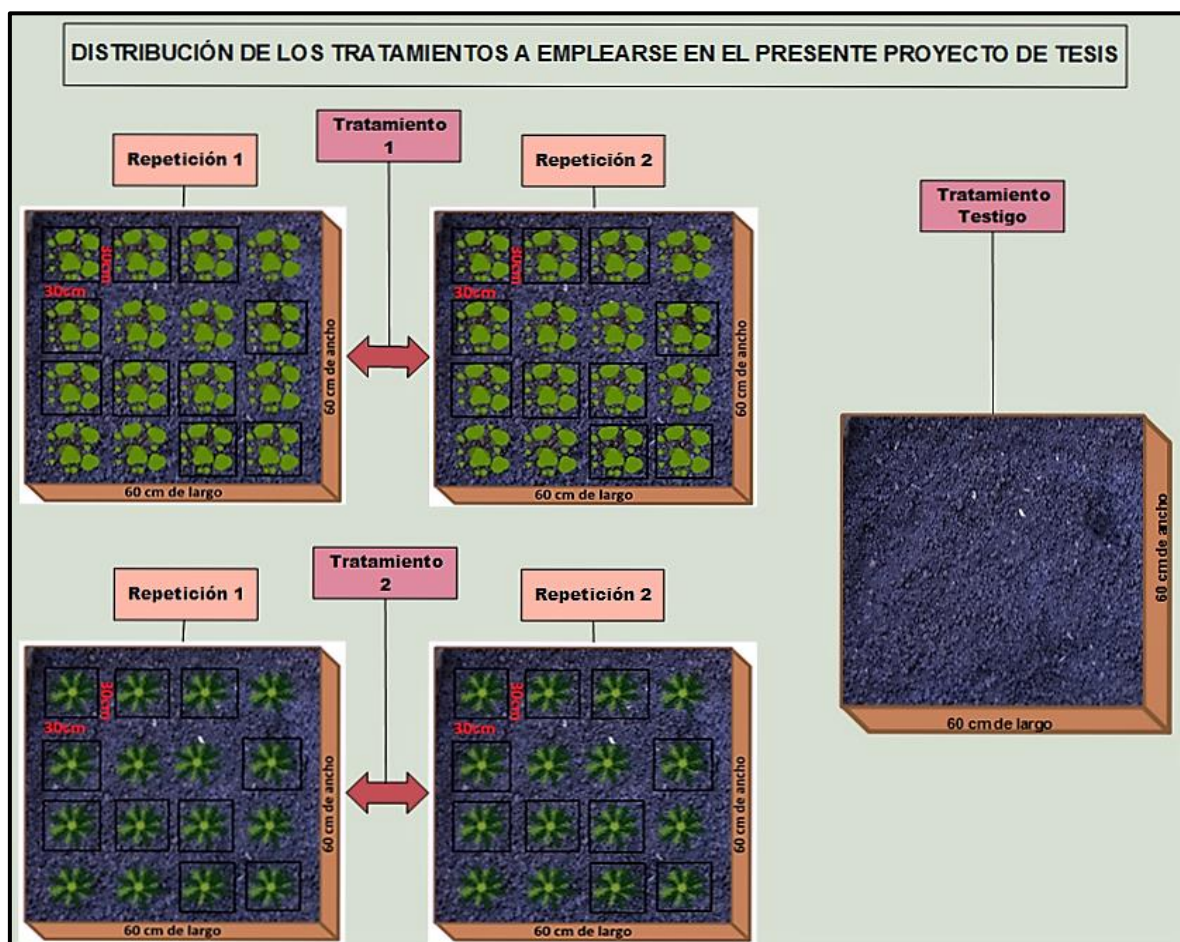 DISTRIBUCIÓN DE LOS TRATAMIENTOS A EMPLEARSE EN EL PRESENTE PROYECTO DE TESIS
Tratamiento
1
Repetición 1
Repetición 2
30cm
30cm
60 cm de ancho
60 cm de largo
30cm
30cm
60 cm de ancho
60 cm de largo
Tratamiento
Testigo
60 cm de ancho
60 cm de largo
Tratamiento
2
Repetición 1
Repetición 2
30cm
30cm
60 cm de ancho
60 cm de largo
30cm
30cm
60 cm de ancho
60 cm de largo